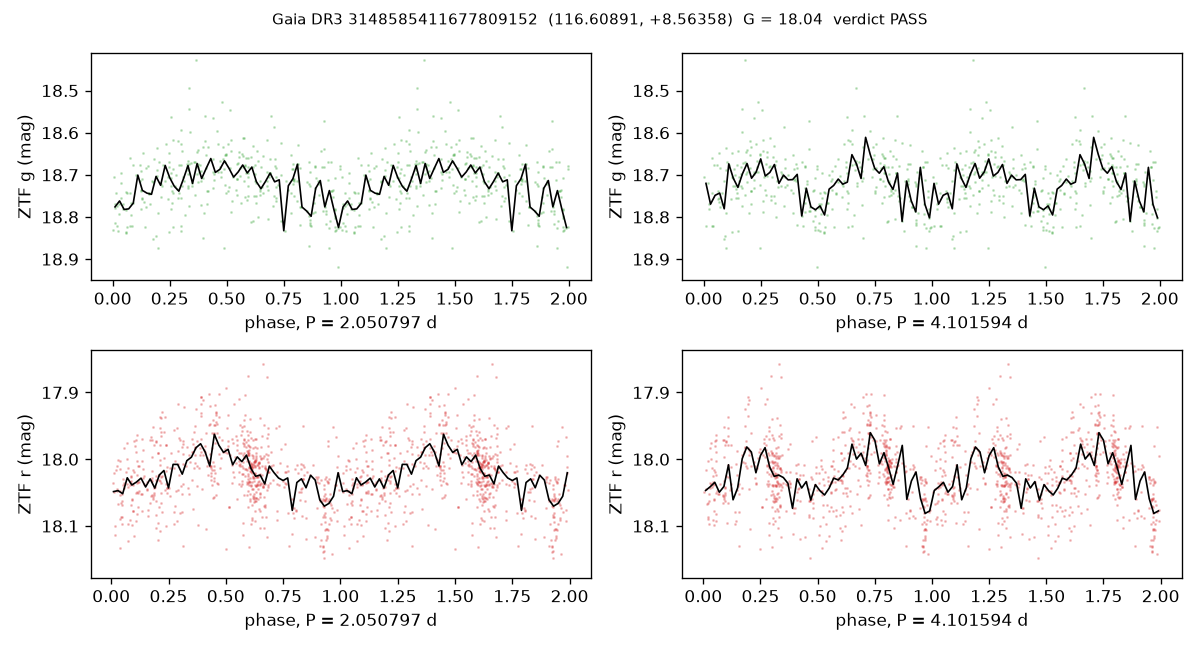 Gaia DR3 3148585411677809152 (116.60891, +8.56358) G = 18.04 verdict PASS
ZTF g (mag)
18.5
18.6
18.7
18.8
18.9
0.00 0.25 0.50 0.75 1.00 1.25 1.50 1.75 2.00
phase, P = 2.050797 d
ZTF g (mag)
18.5
18.6
18.7
18.8
18.9
0.00 0.25 0.50 0.75 1.00 1.25 1.50 1.75 2.00
phase, P = 4.101594 d
ZTF r (mag)
17.9
18.0
18.1
0.00 0.25 0.50 0.75 1.00 1.25 1.50 1.75 2.00
phase, P = 2.050797 d
ZTF r (mag)
17.9
18.0
18.1
0.00 0.25 0.50 0.75 1.00 1.25 1.50 1.75 2.00
phase, P = 4.101594 d